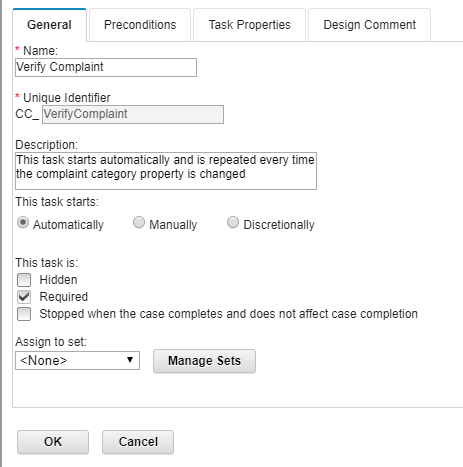 General Preconditions Task Properties Design Comment
* Name:
Verify Complaint
* Unique Identifier
CC_ VerifyComplaint
Description:
This task starts automatically and is repeated every time
the complaint category property is changed
This task starts:
Automatically Manually Discretionally
This task is:
Hidden
Required
Stopped when the case completes and does not affect case completion
Assign to set:
<None> Manage Sets
OK Cancel